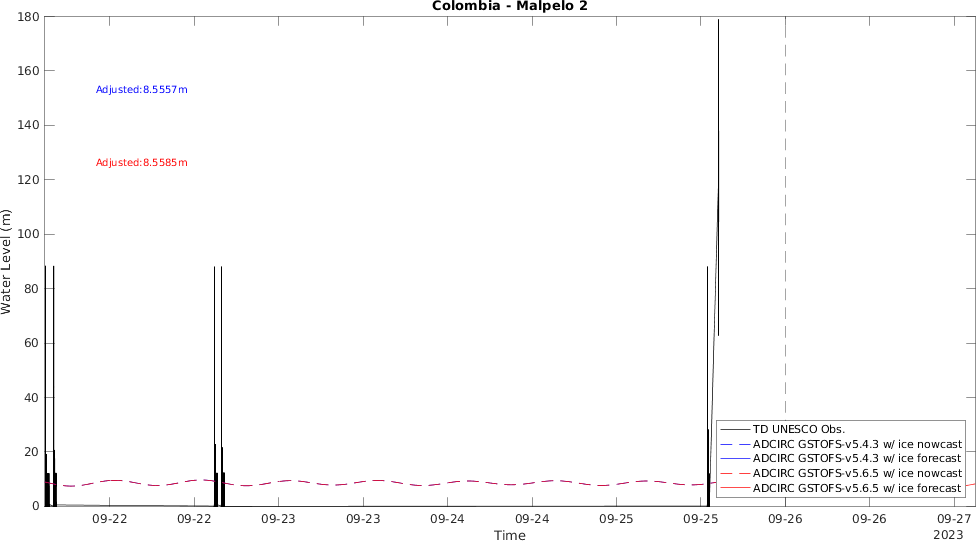 Colombia - Malpelo 2
180
160
140
120
100
80
60
40
20
0
Water Level (m)
Adjusted:8.5557m
Adjusted:8.5585m
TD UNESCO Obs.
ADCIRC GSTOFS-v5.4.3 w/ ice nowcast
ADCIRC GSTOFS-v5.4.3 w/ ice forecast
ADCIRC GSTOFS-v5.6.5 w/ ice nowcast
ADCIRC GSTOFS-v5.6.5 w/ ice forecast
09-22 09-22 09-23 09-23 09-24 09-24 09-25 09-25 09-26 09-26 09-27
Time
2023